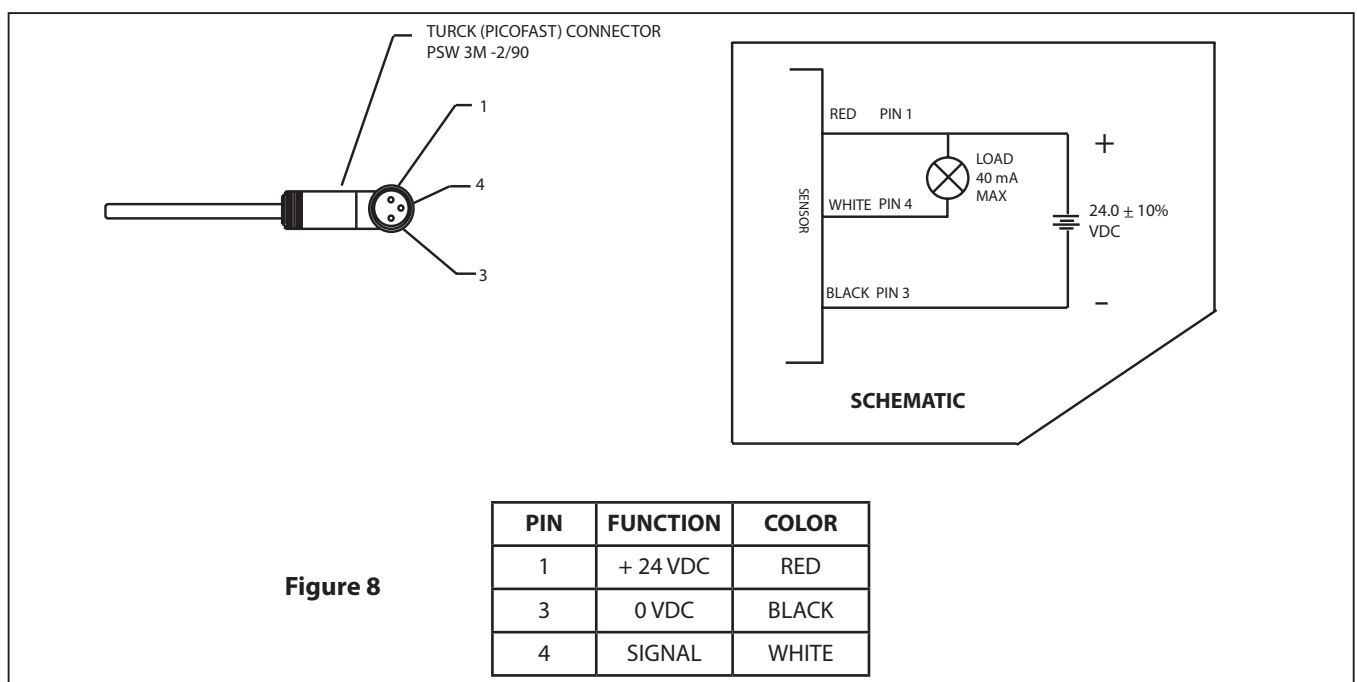 TURCK (PICOFAST) CONNECTOR
PSW 3M -2/90
1
4
3
RED PIN 1
LOAD
40 mA
MAX
+
SENSOR
WHITE PIN 4
24.0 ± 10%
VDC
BLACK PIN 3
–
SCHEMATIC
Figure 8
PIN FUNCTION COLOR
1 + 24 VDC RED
3 0 VDC BLACK
4 SIGNAL WHITE